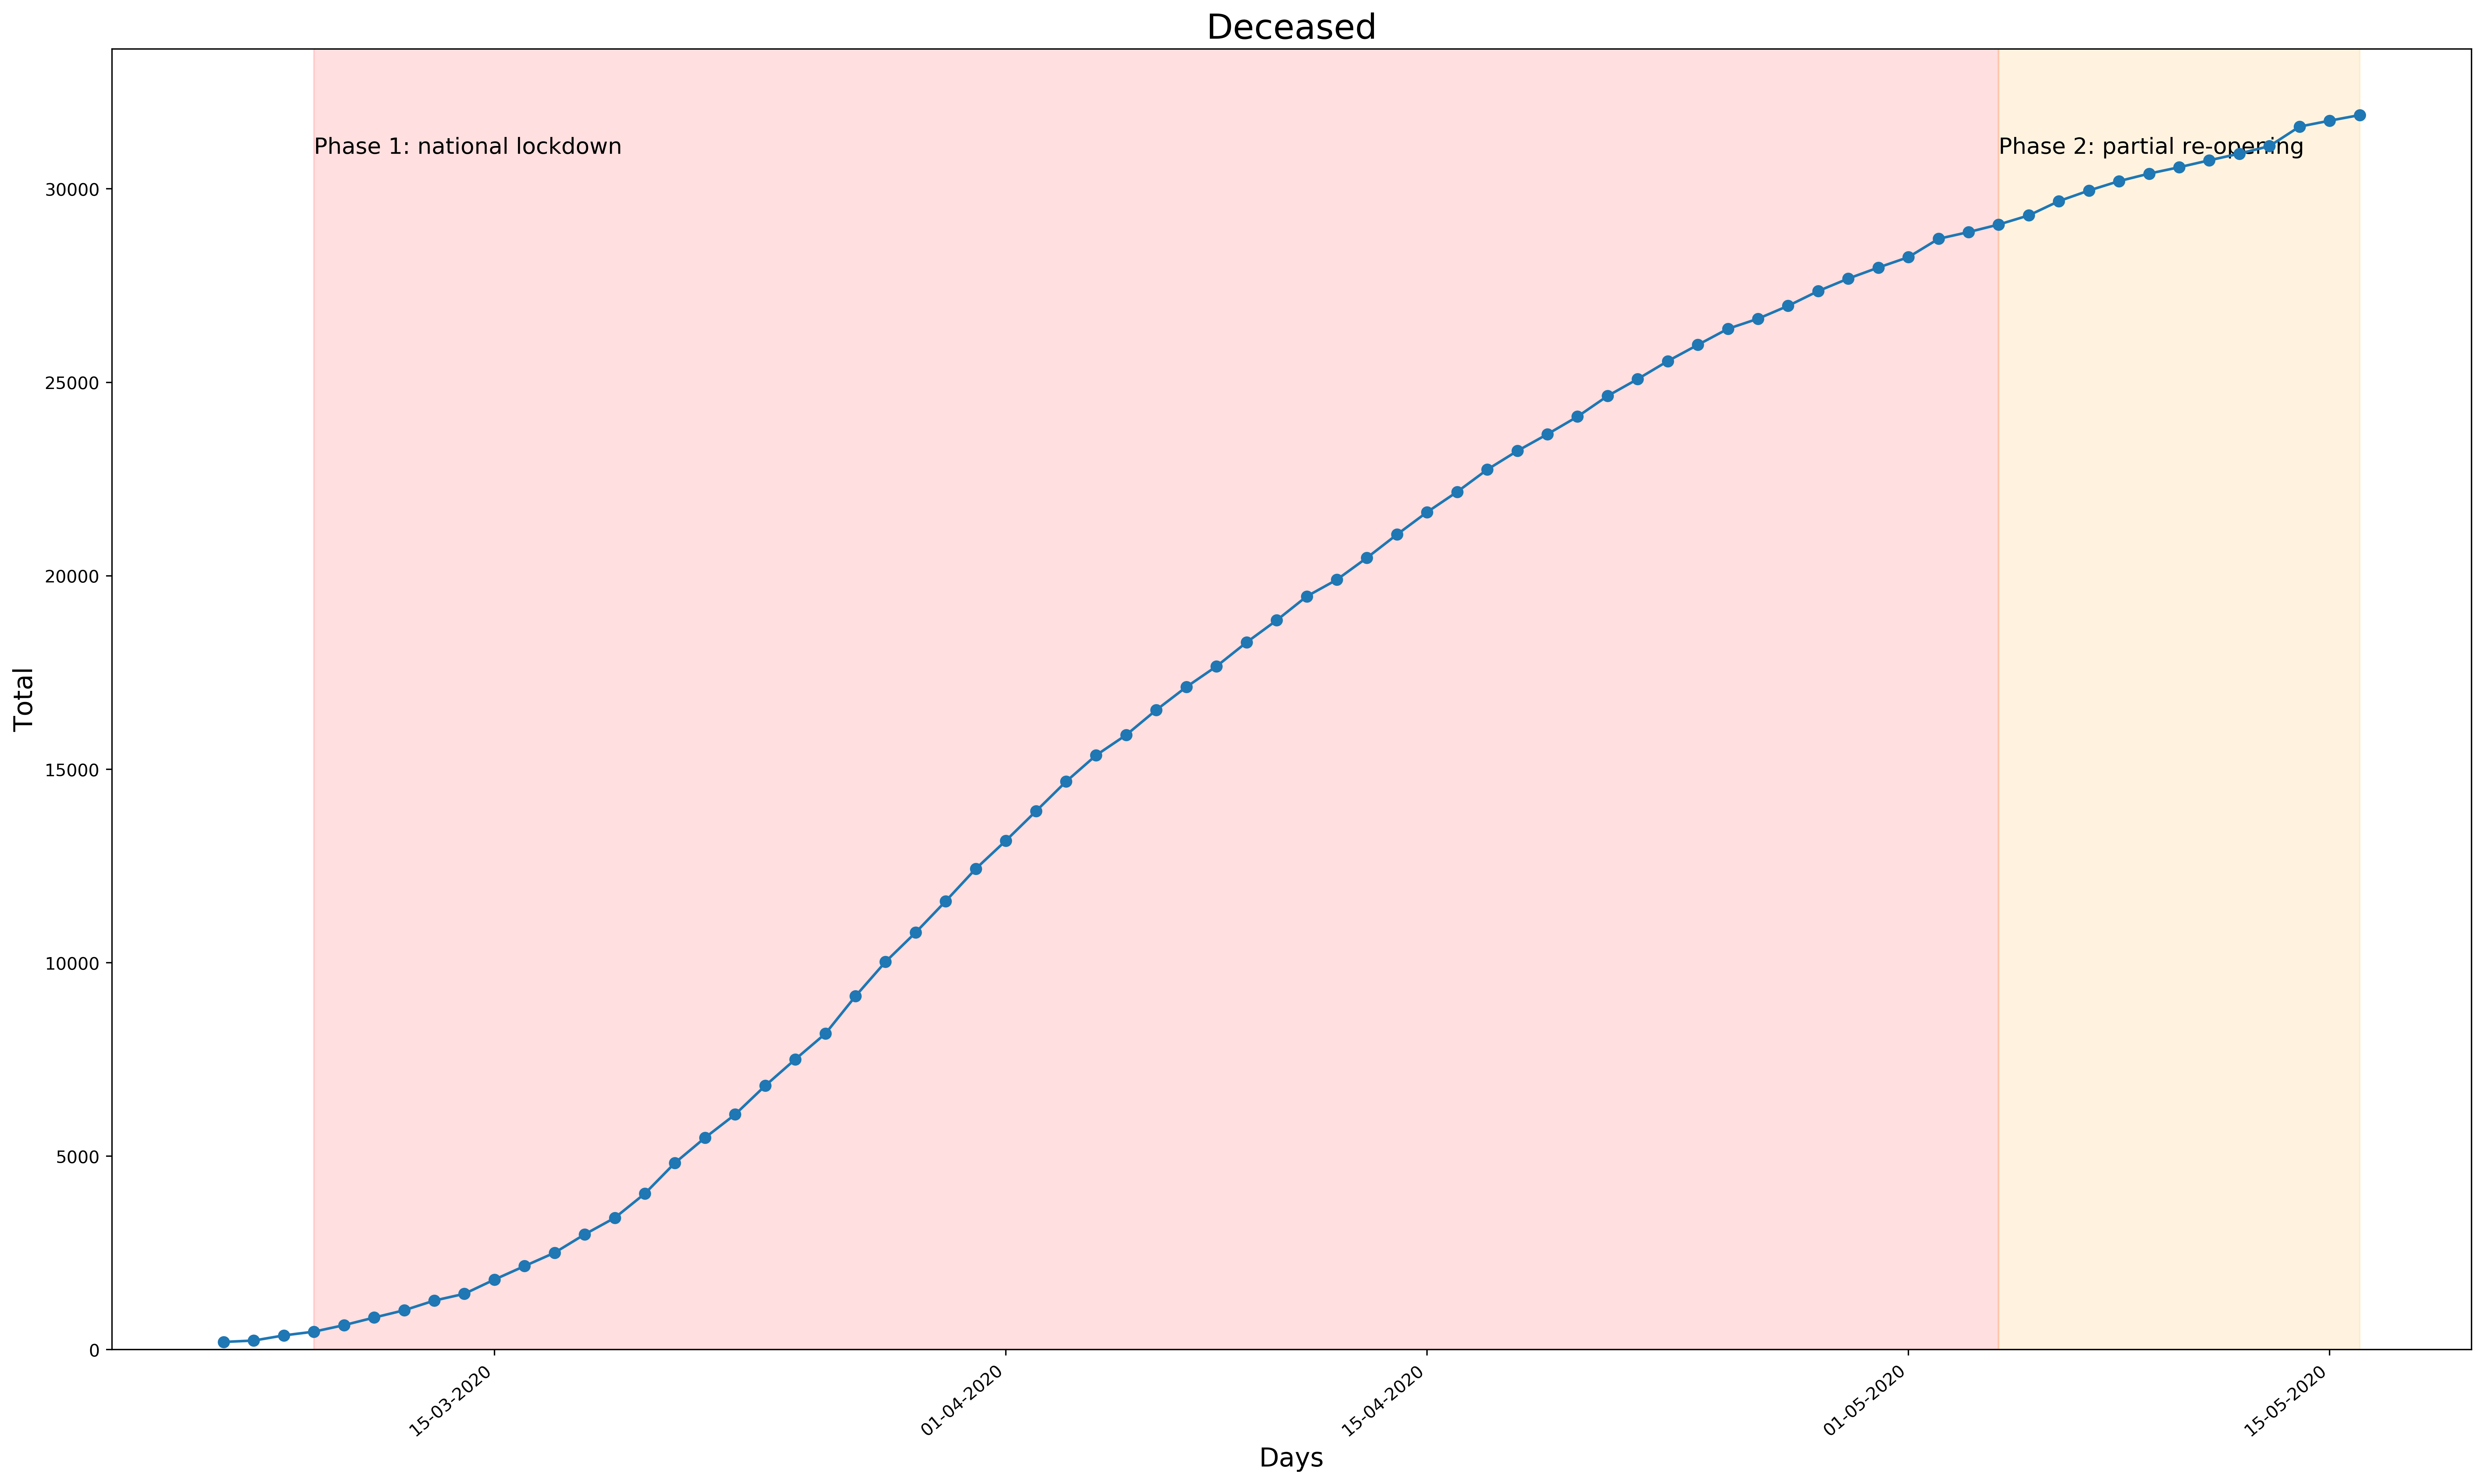 Deceased
Phase 1: national lockdown
Phase 2: partial re-opening
30000
25000
20000
15000
10000
5000
0
Total
15-03-2020
01-04-2020
15-04-2020
01-05-2020
15-05-2020
Days